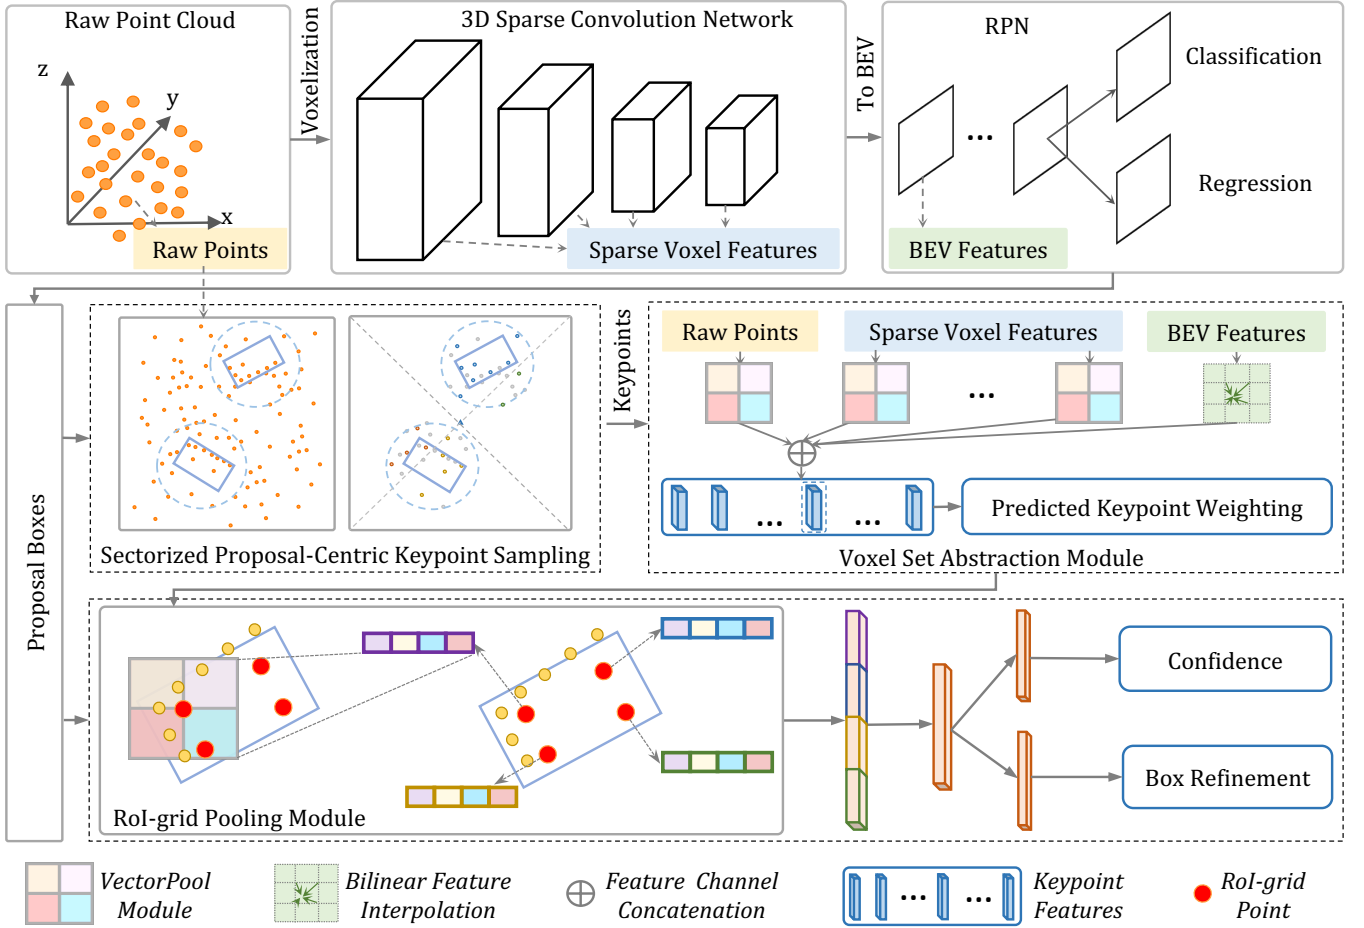 Raw Point Cloud
z
y
x
Raw Points
Voxelization
3D Sparse Convolution Network
Sparse Voxel Features
To BEV
RPN
Classification
Regression
BEV Features
Proposal Boxes
Sectorized Proposal-Centric Keypoint Sampling
Keypoints
Raw Points
Sparse Voxel Features
BEV Features
...
... ...
Predicted Keypoint Weighting
Voxel Set Abstraction Module
RoI-grid Pooling Module
Confidence
Box Refinement
VectorPool
Module
Bilinear Feature
Interpolation
Feature Channel
Concatenation
... ...
Keypoint
Features
RoI-grid
Point